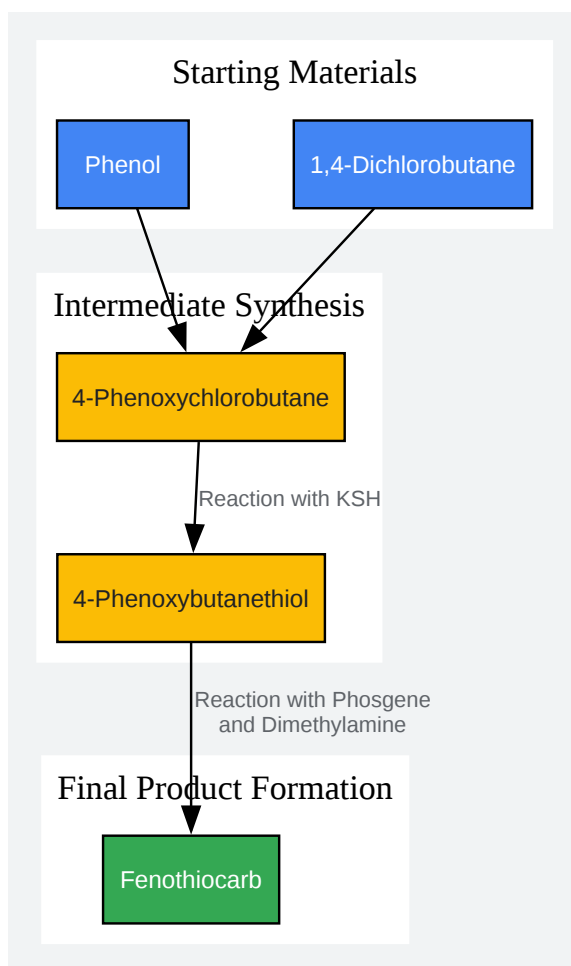 Starting Materials
Phenol
1,4-Dichlorobutane
Intermediate Synthesis
4-Phenoxychlorobutane
Reaction with KSH
4-Phenoxybutanethiol
Reaction with Phosgene
and Dimethylamine
Final Product Formation
Fenothiocarb